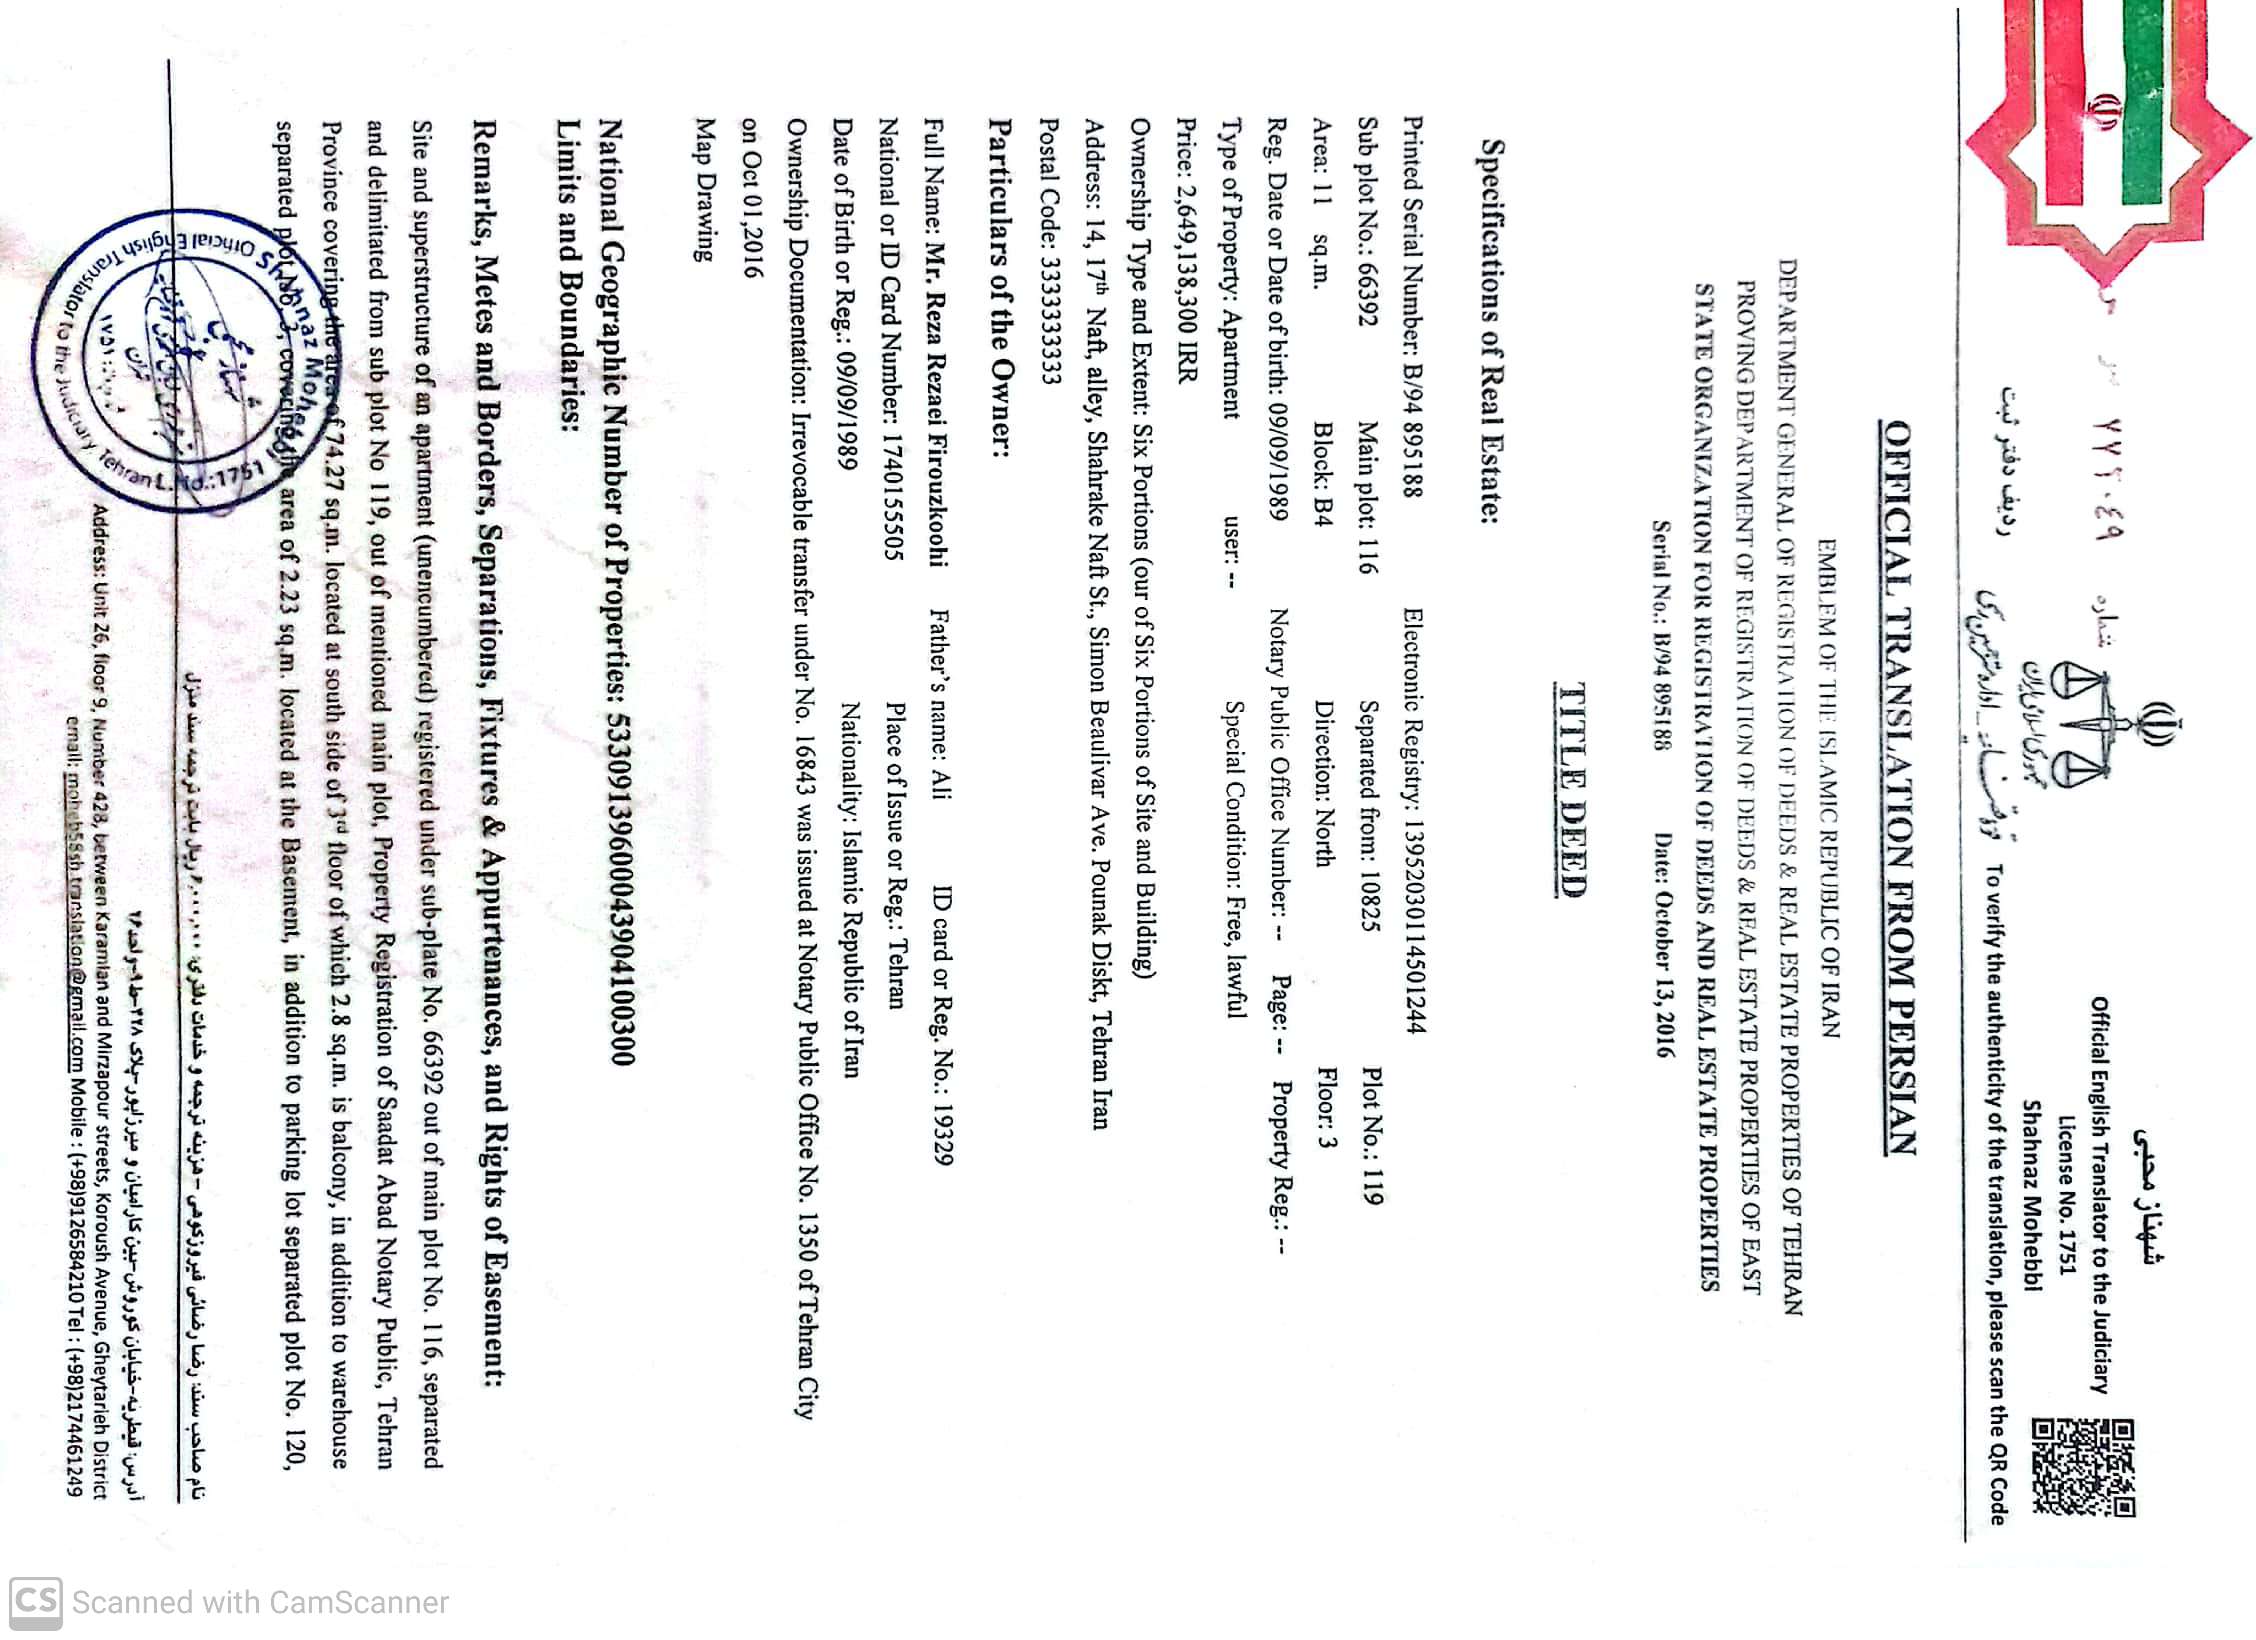 شماره ۷۷۲۰۴۹ س س
ردیف دفتر ثبت
جمهوری اسلامی ایران
قوه قضائیه - اداره مترجمین رسمی
شهناز محبی
Official English Translator to the Judiciary
License No. 1751
Shahnaz Mohebbi
To verify the authenticity of the translation, please scan the QR Code
OFFICIAL TRANSLATION FROM PERSIAN
EMBLEM OF THE ISLAMIC REPUBLIC OF IRAN
DEPARTMENT GENERAL OF REGISTRATION OF DEEDS & REAL ESTATE PROPERTIES OF TEHRAN
PROVING DEPARTMENT OF REGISTRATION OF DEEDS & REAL ESTATE PROPERTIES OF EAST
STATE ORGANIZATION FOR REGISTRATION OF DEEDS AND REAL ESTATE PROPERTIES
Serial No.: B/94 895188 Date: October 13, 2016
TITLE DEED
Specifications of Real Estate:
Printed Serial Number: B/94 895188 Electronic Registry: 13952030114501244
Sub plot No.: 66392 Main plot: 116 Separated from: 10825 Plot No.: 119
Area: 11 sq.m. Block: B4 Direction: North Floor: 3
Reg. Date or Date of birth: 09/09/1989 Notary Public Office Number: -- Page: -- Property Reg.: --
Type of Property: Apartment user: -- Special Condition: Free, lawful
Price: 2,649,138,300 IRR
Ownership Type and Extent: Six Portions (our of Six Portions of Site and Building)
Address: 14, 17th Naft, alley, Shahrake Naft St., Simon Beaulivar Ave. Pounak Diskt, Tehran Iran
Postal Code: 3333333333
Particulars of the Owner:
Full Name: Mr. Reza Rezaei Firouzkoohi Father's name: Ali ID card or Reg. No.: 19329
National or ID Card Number: 1740155505 Place of Issue or Reg.: Tehran
Date of Birth or Reg.: 09/09/1989 Nationality: Islamic Republic of Iran
Ownership Documentation: Irrevocable transfer under No. 16843 was issued at Notary Public Office No. 1350 of Tehran City
on Oct 01,2016
Map Drawing
National Geographic Number of Properties: 53309139600043904100300
Limits and Boundaries:
Remarks, Metes and Borders, Separations, Fixtures & Appurtenances, and Rights of Easement:
Site and superstructure of an apartment (unencumbered) registered under sub-plate No. 66392 out of main plot No. 116, separated
and delimitated from sub plot No 119, out of mentioned main plot, Property Registration of Saadat Abad Notary Public, Tehran
Province covering the area of 74.27 sq.m. located at south side of 3rd floor of which 2.8 sq.m. is balcony, in addition to warehouse
separated plot No. 3, covering the area of 2.23 sq.m. located at the Basement, in addition to parking lot separated plot No. 120,
Shahnaz Mohebbi
Official English Translator to the Judiciary, Tehran L.No:1751
شهناز محبی
تهران
شماره پروانه: ۱۷۵۱
نام صاحب سند: رضا رضائی فیروزکوهی - هزینه ترجمه و خدمات دفتری: ۶،۰۰۰،۰۰۰ ریال بابت ترجمه سند منزل
آدرس: قیطریه-خیابان کوروش-بین کارامیان و میرزاپور-پلاک ۴۲۸-ط۹-واحد۲۶
Address: Unit 26, floor 9, Number 428, between Karamian and Mirzapour streets, Koroush Avenue, Gheytarieh District
email: moheb58sh.translation@gmail.com Mobile : (+98)9126584210 Tel : (+98)2174461249
CS Scanned with CamScanner